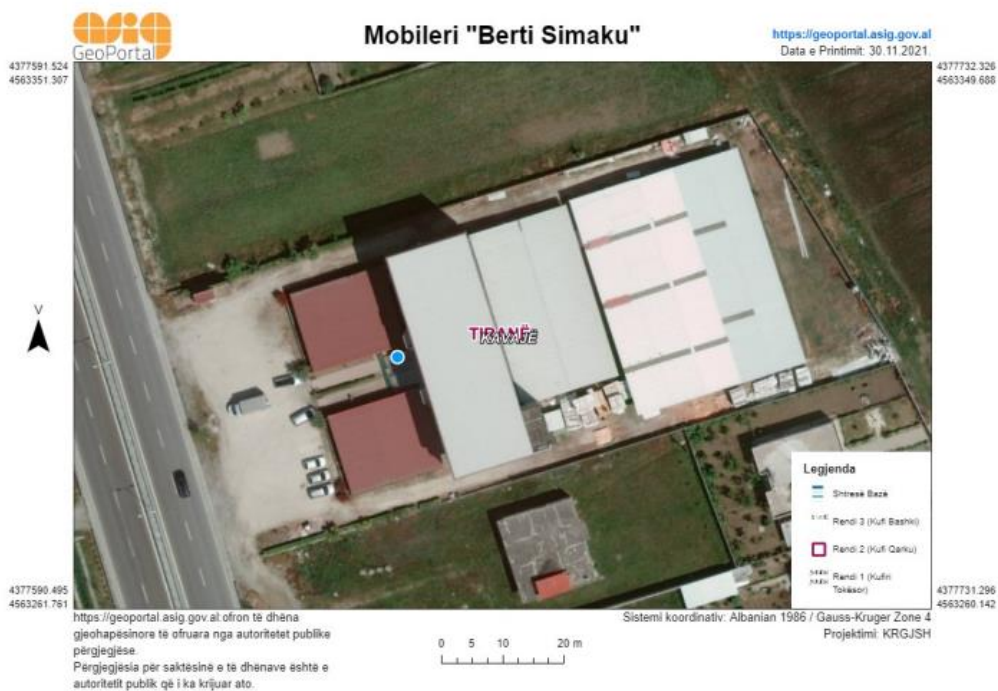 asig
GeoPortal
Mobileri "Berti Simaku"
https://geoportal.asig.gov.al
Data e Printimit: 30.11.2021.
4377591.524
4563351.307
4377732.326
4563349.688
V
TIRANË
KAVAJË
Legjenda
Shtresë Bazë
Rendi 3 (Kufi Bashki)
Rendi 2 (Kufi Qarku)
Rendi 1 (Kufiri
Tokësor)
4377590.495
4563261.761
4377731.296
4563260.142
https://geoportal.asig.gov.al ofron të dhëna
gjeohapësinore të ofruara nga autoritetet publike
përgjegjëse.
Përgjegjësia për saktësinë e të dhënave është e
autoritetit publik që i ka krijuar ato.
0 5 10 20 m
Sistemi koordinativ: Albanian 1986 / Gauss-Kruger Zone 4
Projektimi: KRGJSH